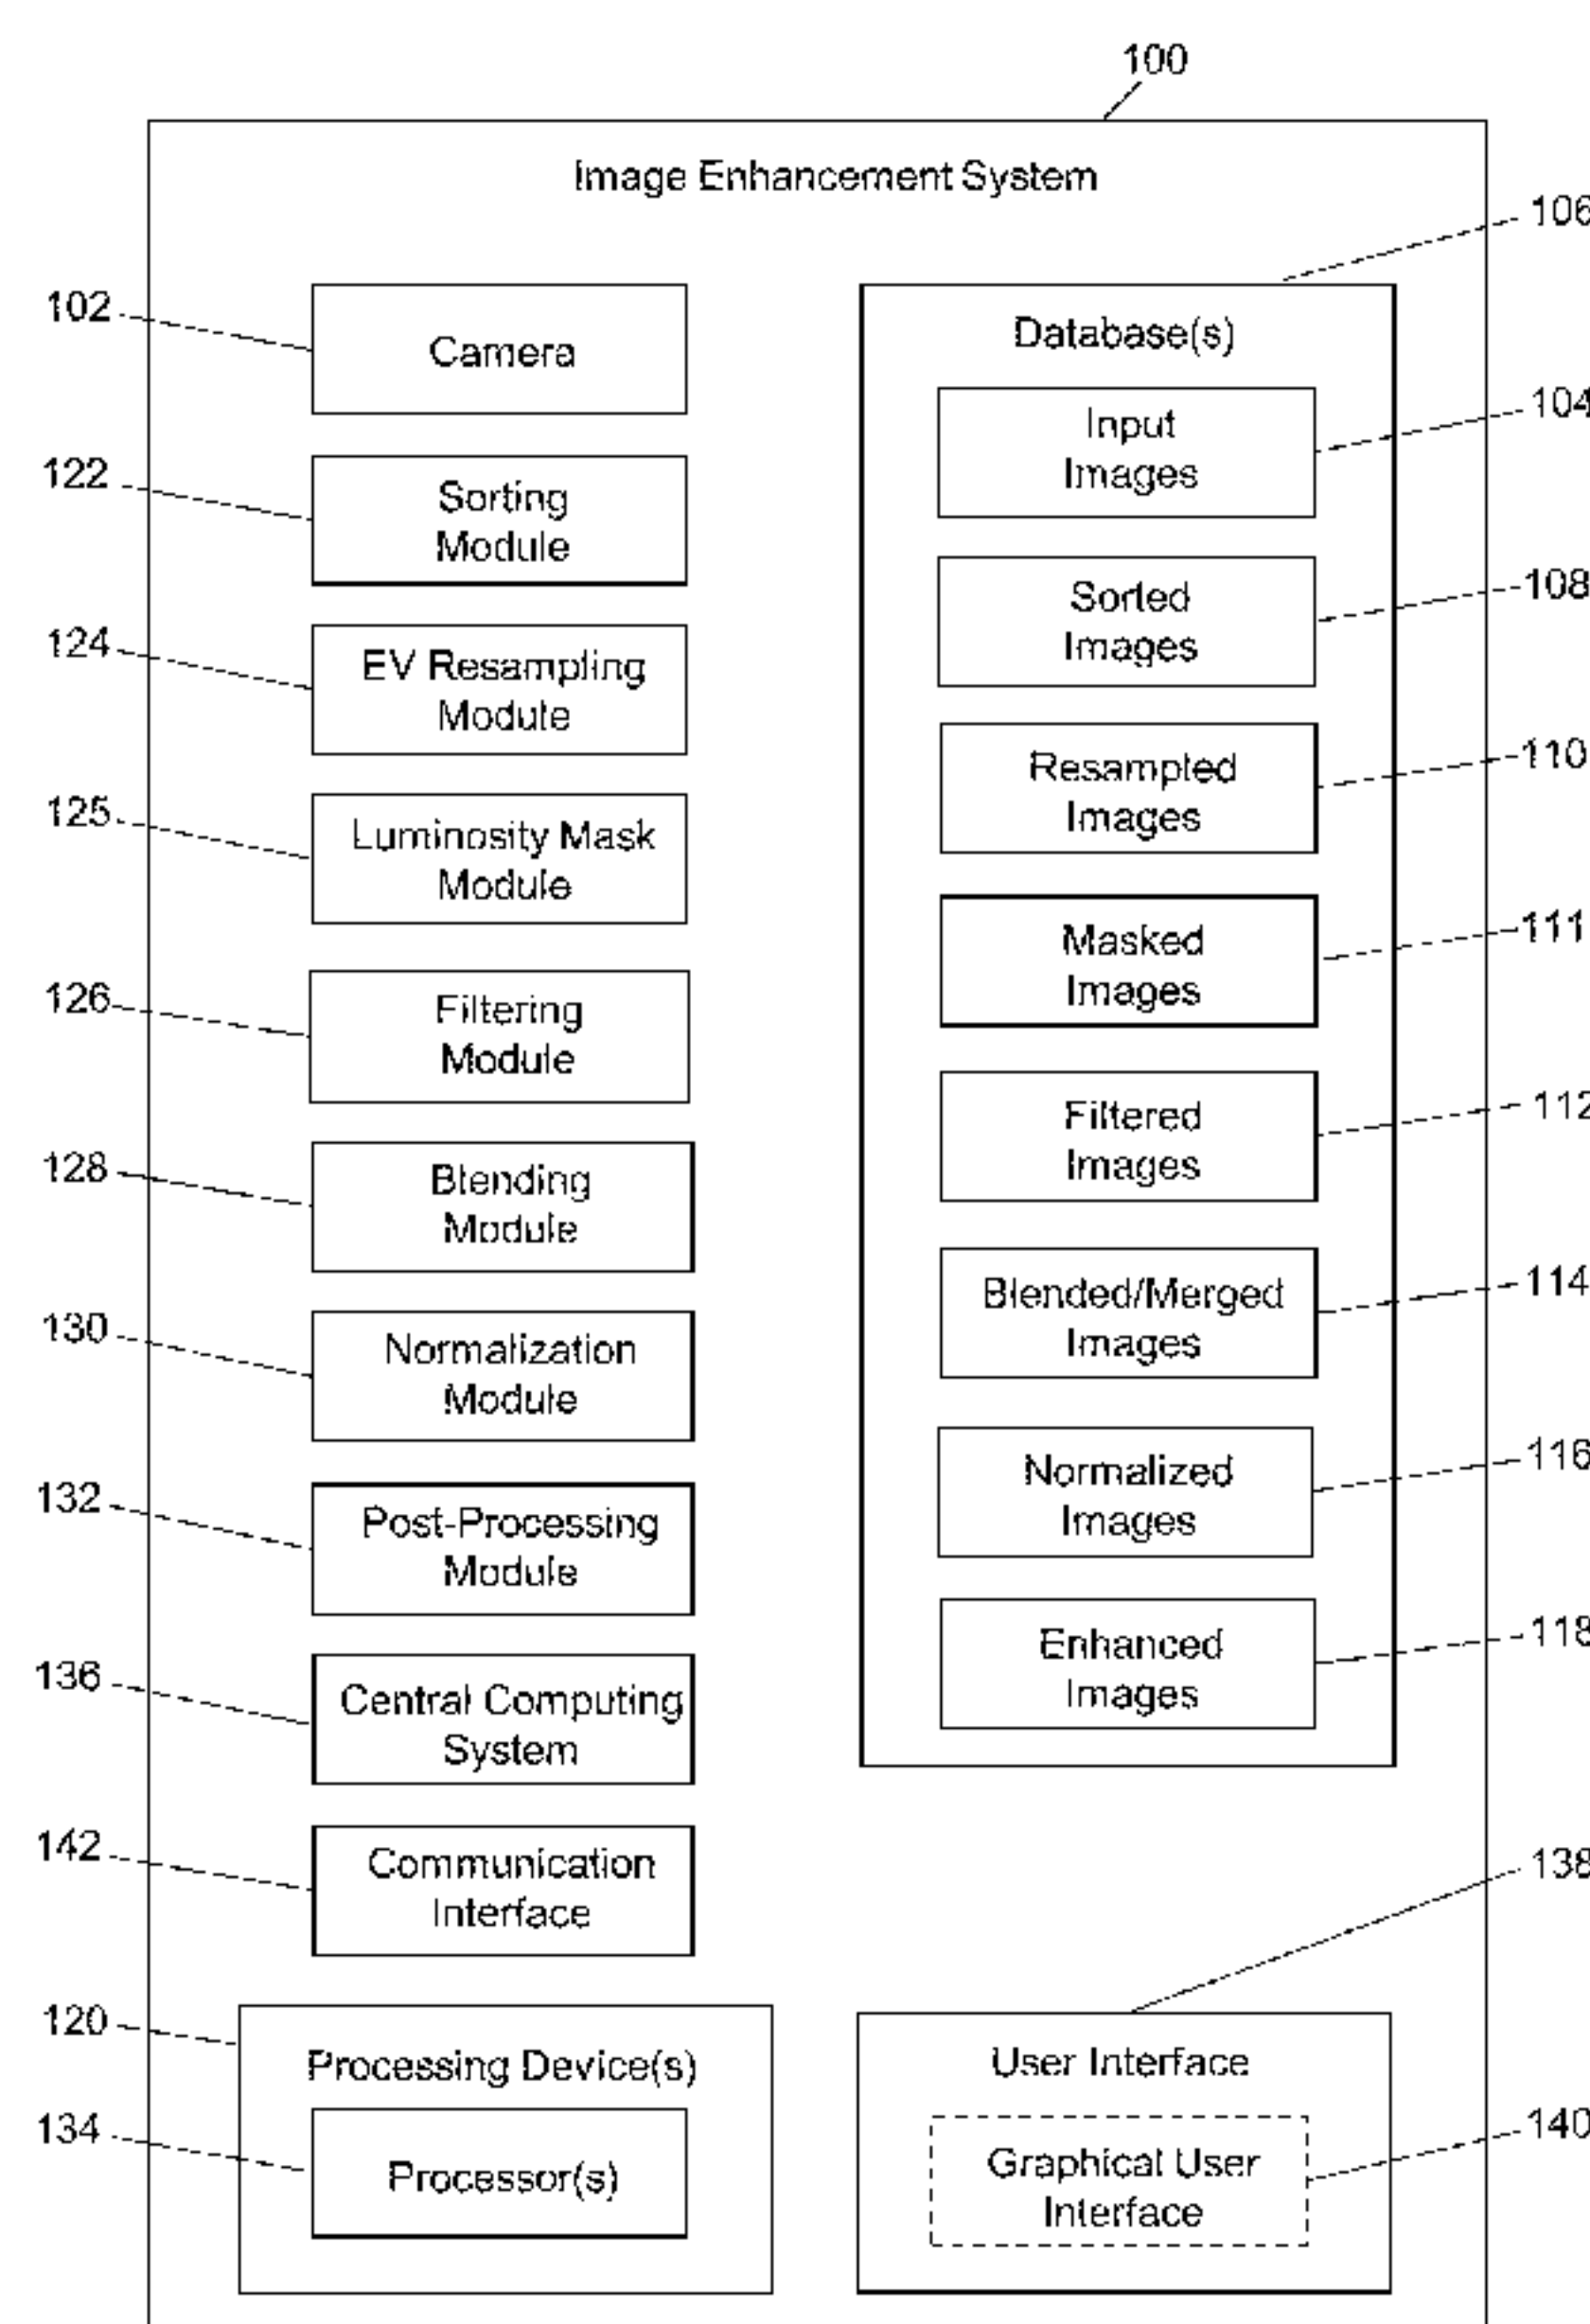 100
Image Enhancement System
106
102
Camera
Database(s)
104
Input
Images
122
Sorting
Module
108
Sorted
Images
124
EV Resampling
Module
110
Resampled
Images
125
Luminosity Mask
Module
111
Masked
Images
126
Filtering
Module
112
Filtered
Images
128
Blending
Module
114
Blended/Merged
Images
130
Normalization
Module
116
Normalized
Images
132
Post-Processing
Module
118
Enhanced
Images
136
Central Computing
System
142
Communication
Interface
138
120
Processing Device(s)
User Interface
134
Processor(s)
140
Graphical User
Interface